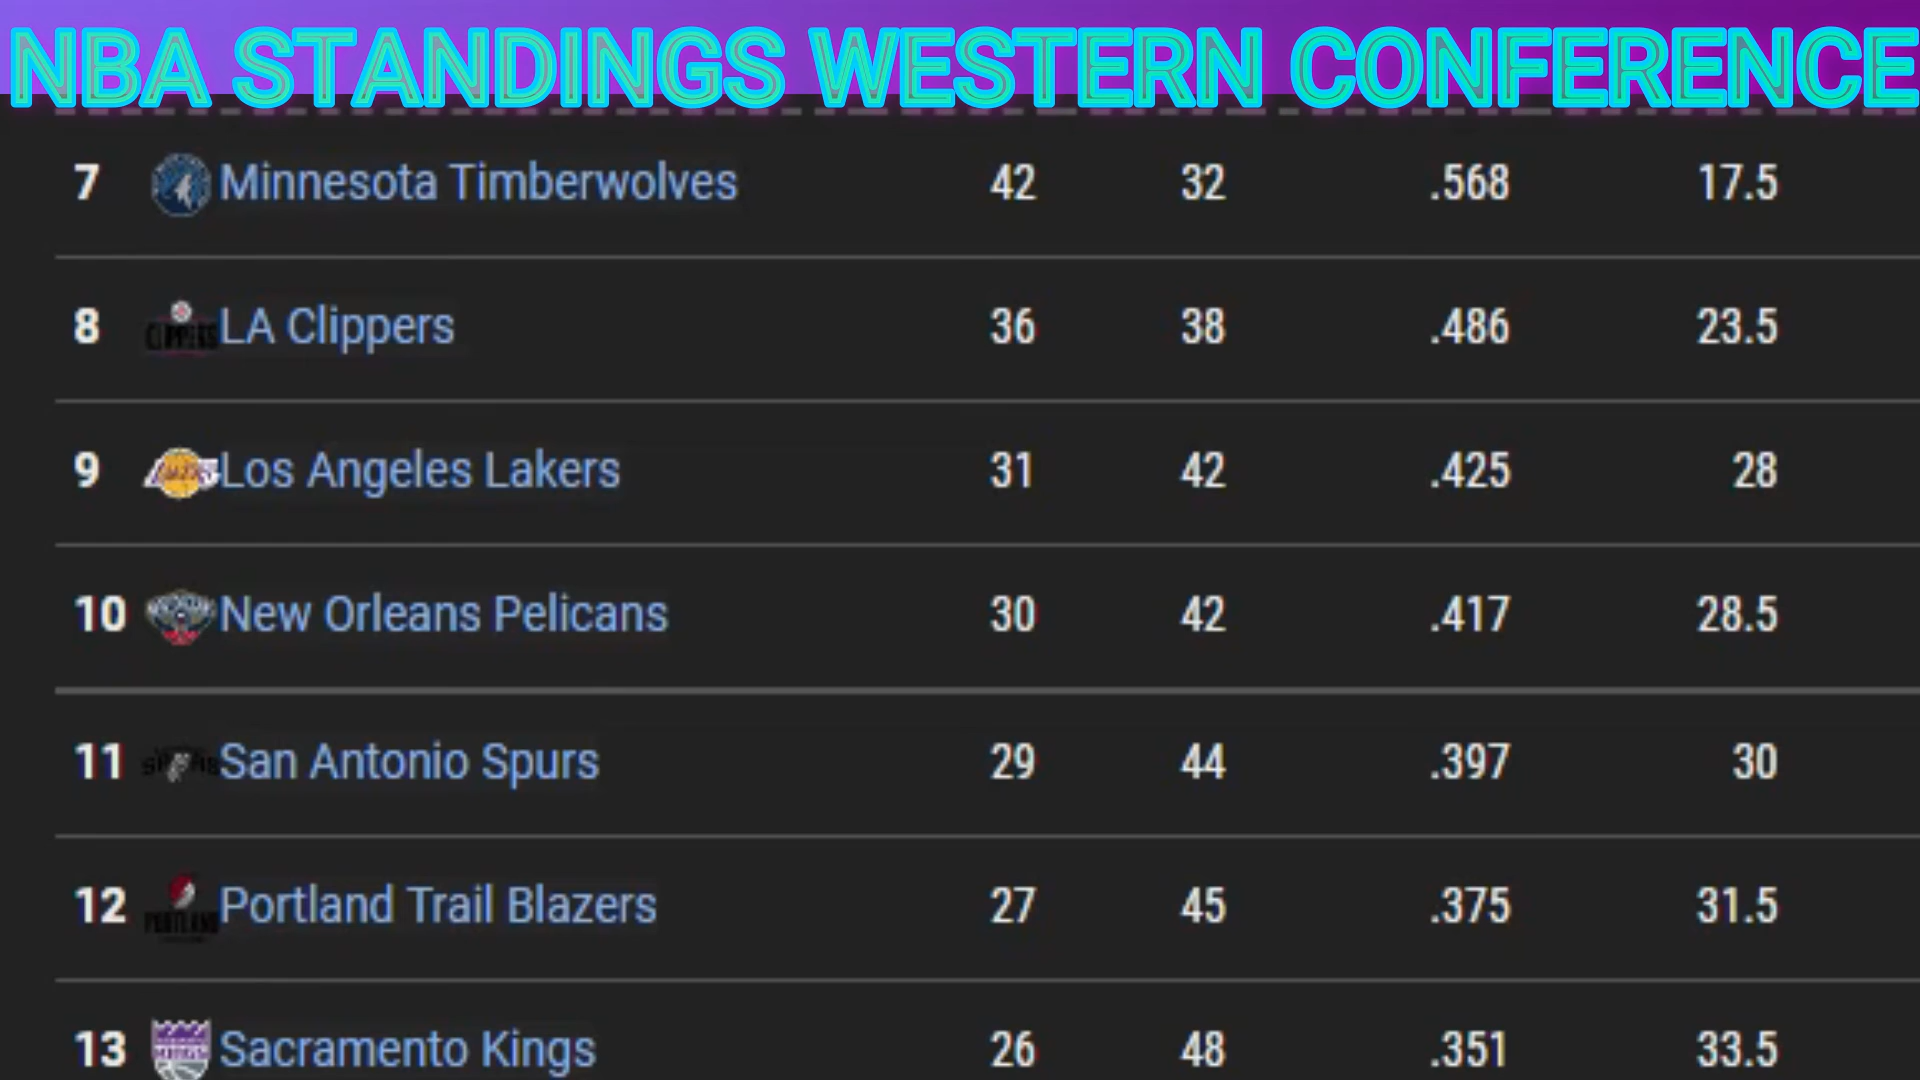 NBA STANDINGS WESTERN CONFERENCE
7 Minnesota Timberwolves 42 32 .568 17.5
8 CLIPPERS LA Clippers 36 38 .486 23.5
9 Los Angeles Lakers 31 42 .425 28
10 New Orleans Pelicans 30 42 .417 28.5
11 San Antonio Spurs 29 44 .397 30
12 PORTLAND Portland Trail Blazers 27 45 .375 31.5
13 Sacramento Kings 26 48 .351 33.5